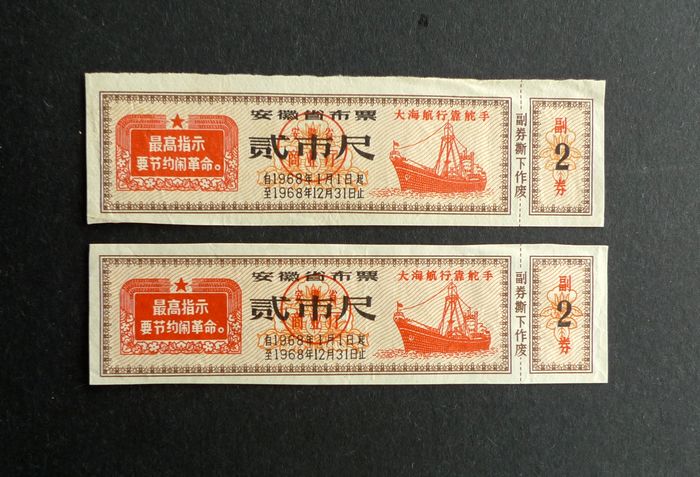 安徽省布票
大海航行靠舵手
最高指示
要节约闹革命。
贰市尺
自1968年1月1日起
至1968年12月31日止
副券撕下作废
副
2
券
安徽省布票
大海航行靠舵手
最高指示
要节约闹革命。
贰市尺
自1968年1月1日起
至1968年12月31日止
副券撕下作废
副
2
券